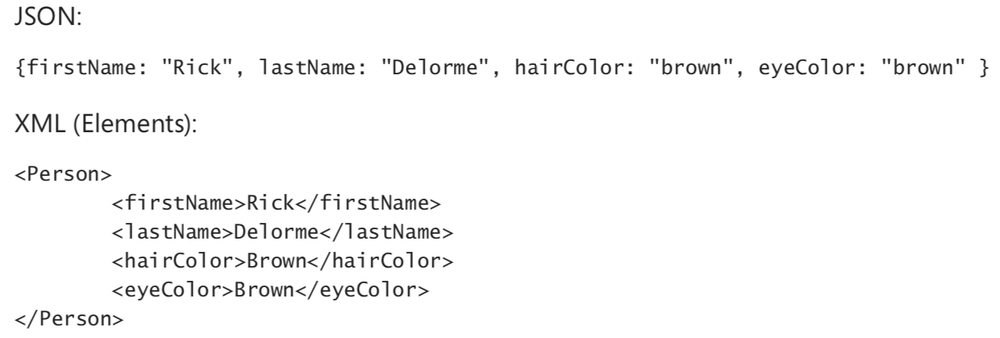 JSON:
{firstName: "Rick", lastName: "Delorme", hairColor: "brown", eyeColor: "brown" }
XML (Elements):
<Person>
        <firstName>Rick</firstName>
        <lastName>Delorme</lastName>
        <hairColor>Brown</hairColor>
        <eyeColor>Brown</eyeColor>
</Person>